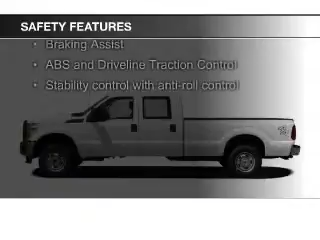 SAFETY FEATURES
• Braking Assist
• ABS and Driveline Traction Control
• Stability control with anti-roll control